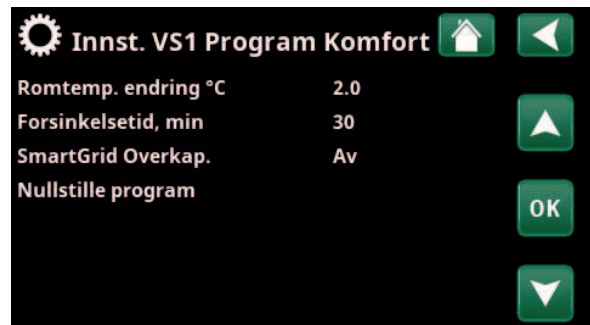 Innst. VS1 Program Komfort
Romtemp. endring °C 2.0
Forsinkelsetid, min 30
SmartGrid Overkap. Av
Nullstille program
OK